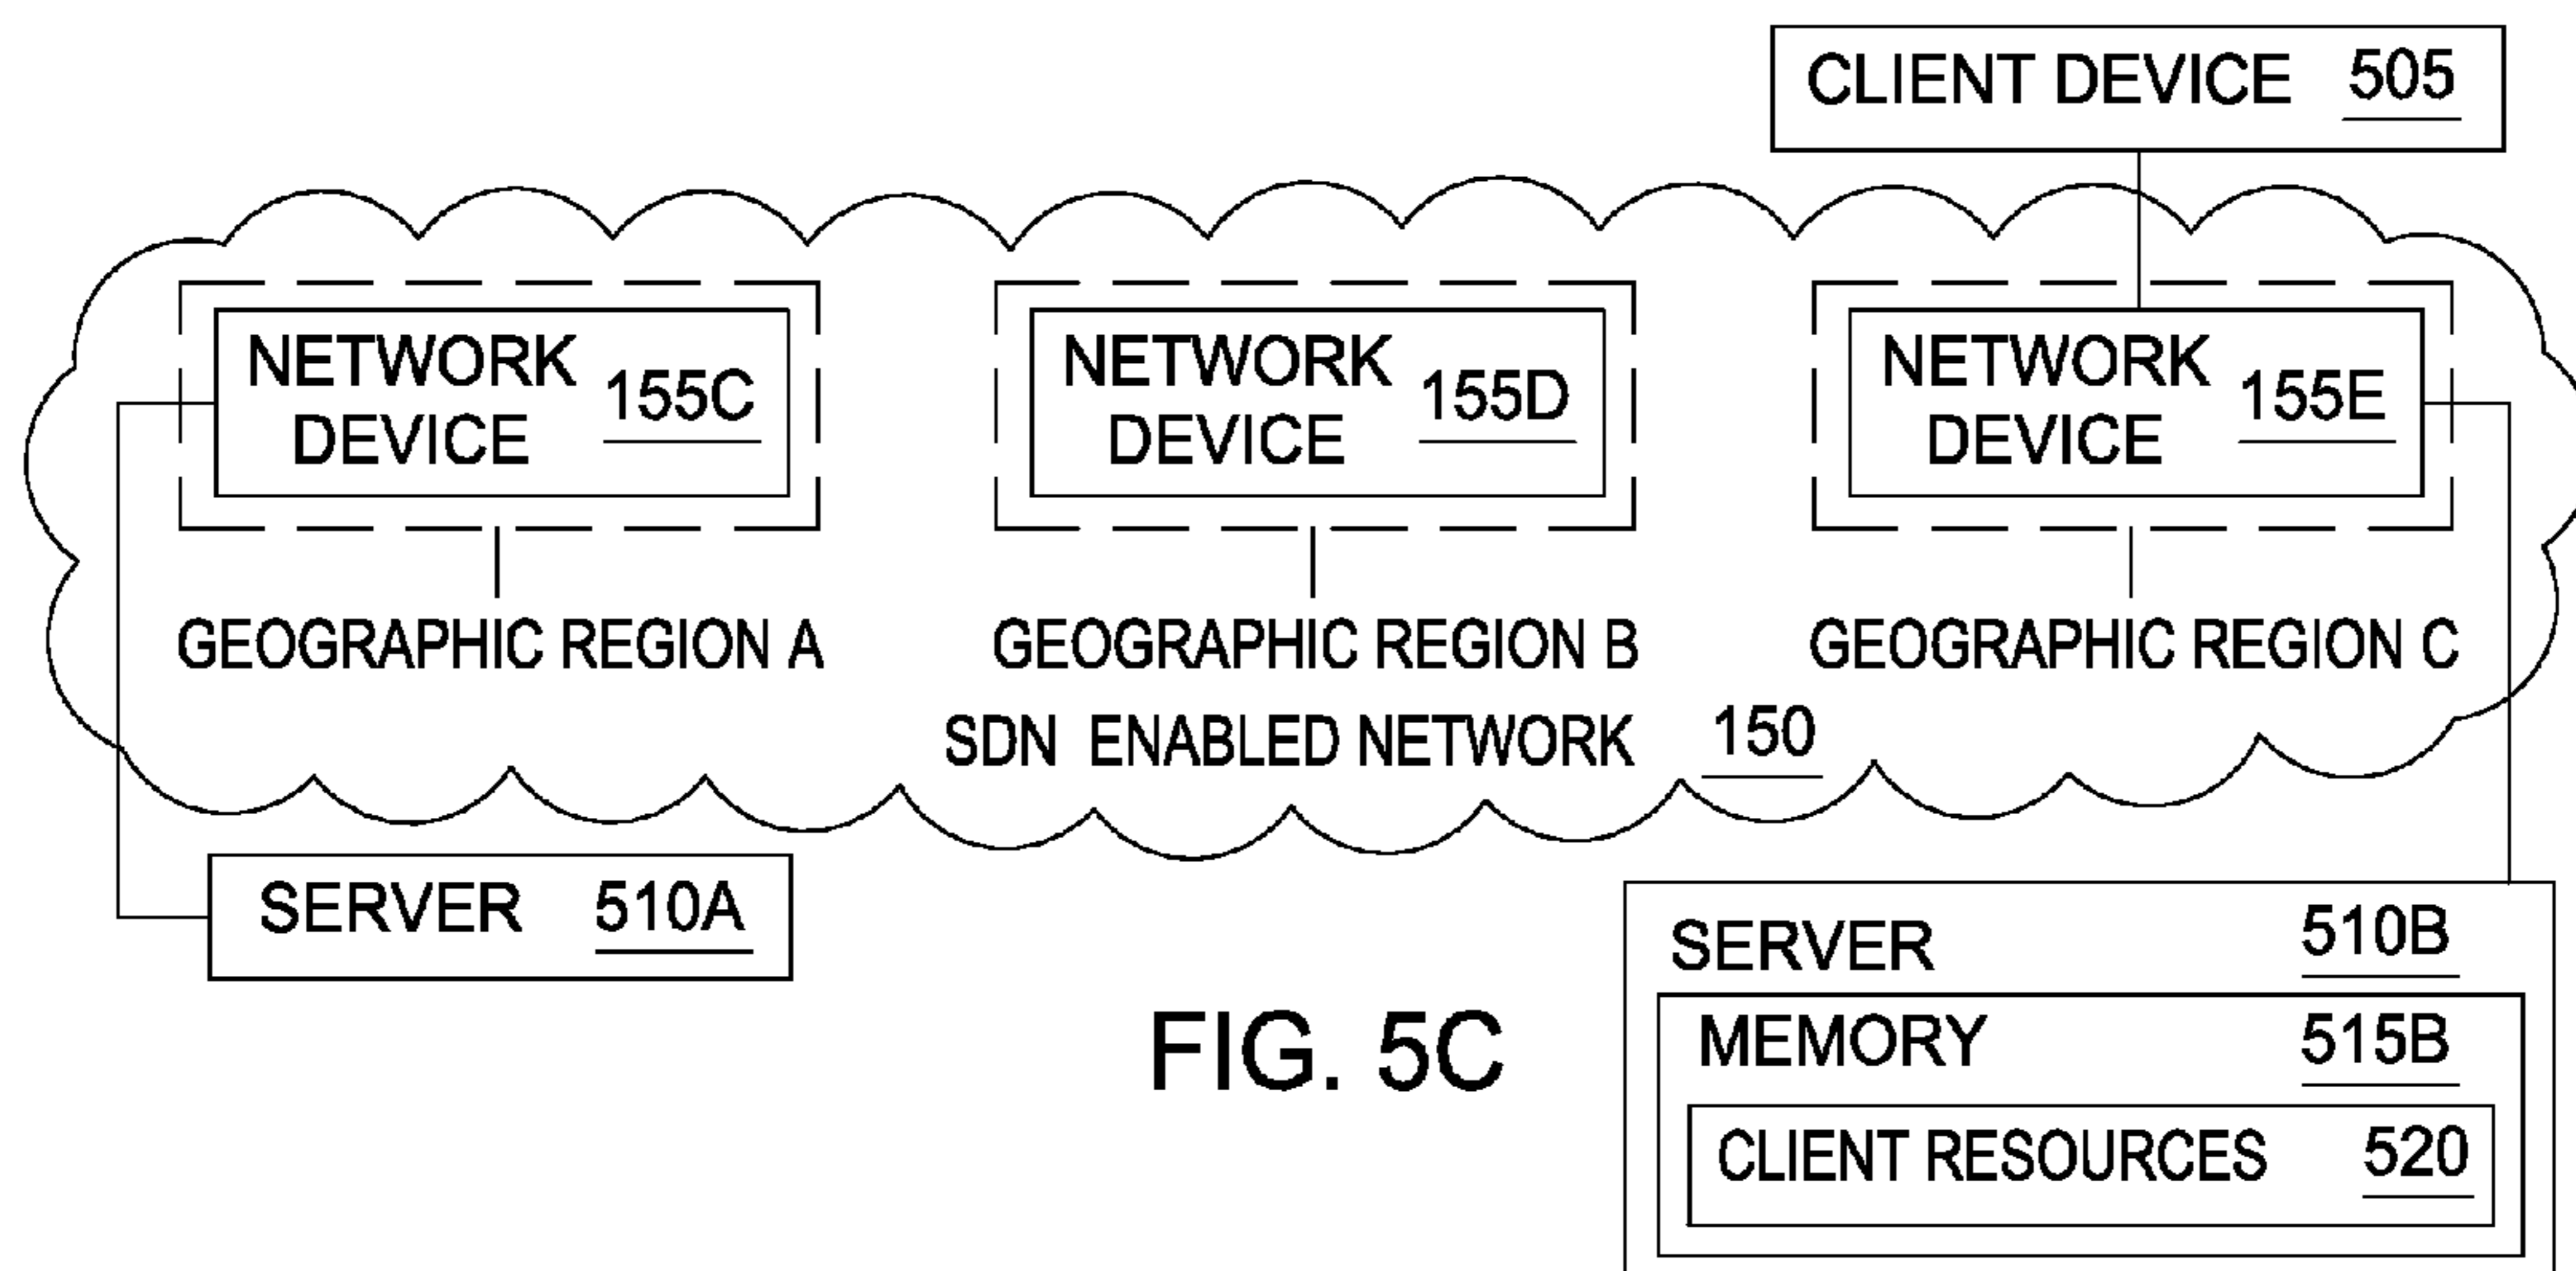 CLIENT DEVICE 505
NETWORK DEVICE 155C
NETWORK DEVICE 155D
NETWORK DEVICE 155E
GEOGRAPHIC REGION A
GEOGRAPHIC REGION B
GEOGRAPHIC REGION C
SDN ENABLED NETWORK 150
SERVER 510A
SERVER 510B
MEMORY 515B
CLIENT RESOURCES 520
FIG. 5C